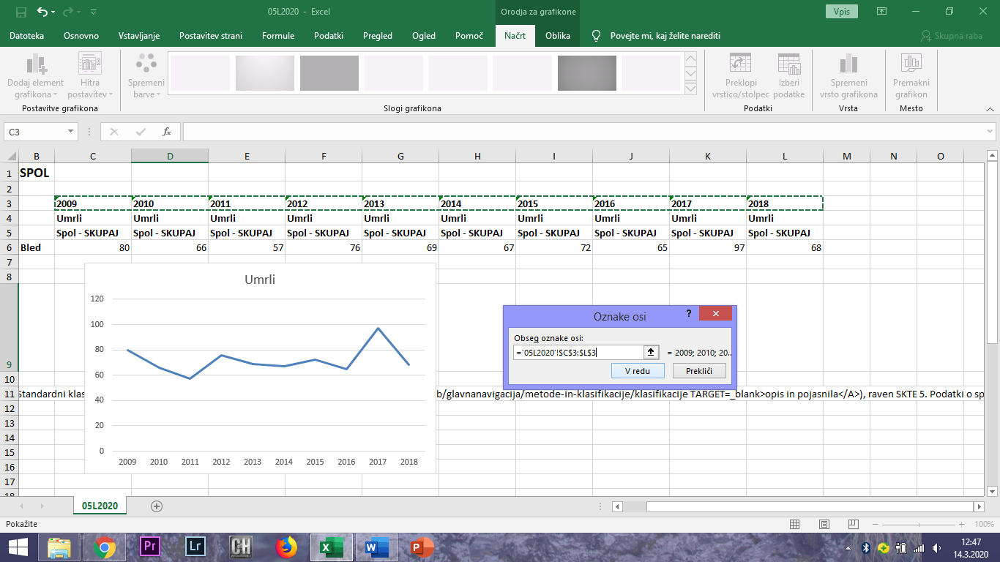 05L2020 - Excel
Orodja za grafikone
Vpis
Datoteka Osnovno Vstavljanje Postavitev strani Formule Podatki Pregled Ogled Pomoč Načrt Oblika Povejte mi, kaj želite narediti Skupna raba
Dodaj element grafikona
Hitra postavitev
Spremeni barve
Preklopi vrstico/stolpec
Izberi podatke
Spremeni vrsto grafikona
Premakni grafikon
Postavitve grafikona Slogi grafikona Podatki Vrsta Mesto
C3 fx
B C D E F G H I J K L M N O
1 SPOL
2
3 2009 2010 2011 2012 2013 2014 2015 2016 2017 2018
4 Umrli Umrli Umrli Umrli Umrli Umrli Umrli Umrli Umrli Umrli
5 Spol - SKUPAJ Spol - SKUPAJ Spol - SKUPAJ Spol - SKUPAJ Spol - SKUPAJ Spol - SKUPAJ Spol - SKUPAJ Spol - SKUPAJ Spol - SKUPAJ Spol - SKUPAJ
6 Bled 80 66 57 76 69 67 72 65 97 68
7
8
Umrli
120
100
80
60
40
20
0
2009 2010 2011 2012 2013 2014 2015 2016 2017 2018
Oznake osi ?
Obseg oznake osi:
='05L2020'!$C$3:$L$3 = 2009; 2010; 20..
V redu Prekliči
9
10
11 Standardni klas b/glavnanavigacija/metode-in-klasifikacije/klasifikacije TARGET=_blank>opis in pojasnila</A>), raven SKTE 5. Podatki o sp
12
13
14
15
16
17
18
05L2020
Pokažite 100%
Pr Lr CH W P
12:47
14.3.2020